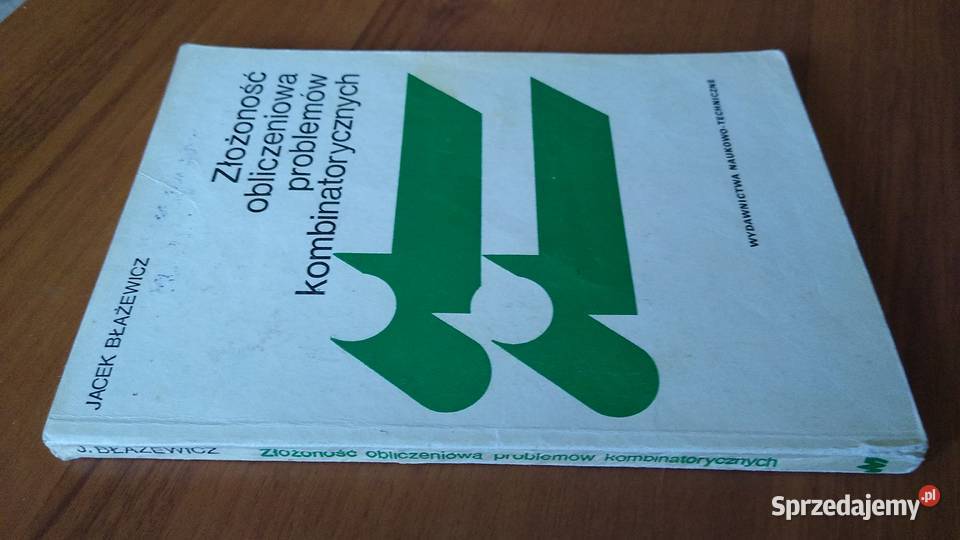 JACEK BŁAŻEWICZ
Złożoność
obliczeniowa
problemów
kombinatorycznych
WYDAWNICTWA NAUKOWO-TECHNICZNE
J. BŁAŻEWICZ
Złożoność obliczeniowa problemów kombinatorycznych
Sprzedajemy.pl